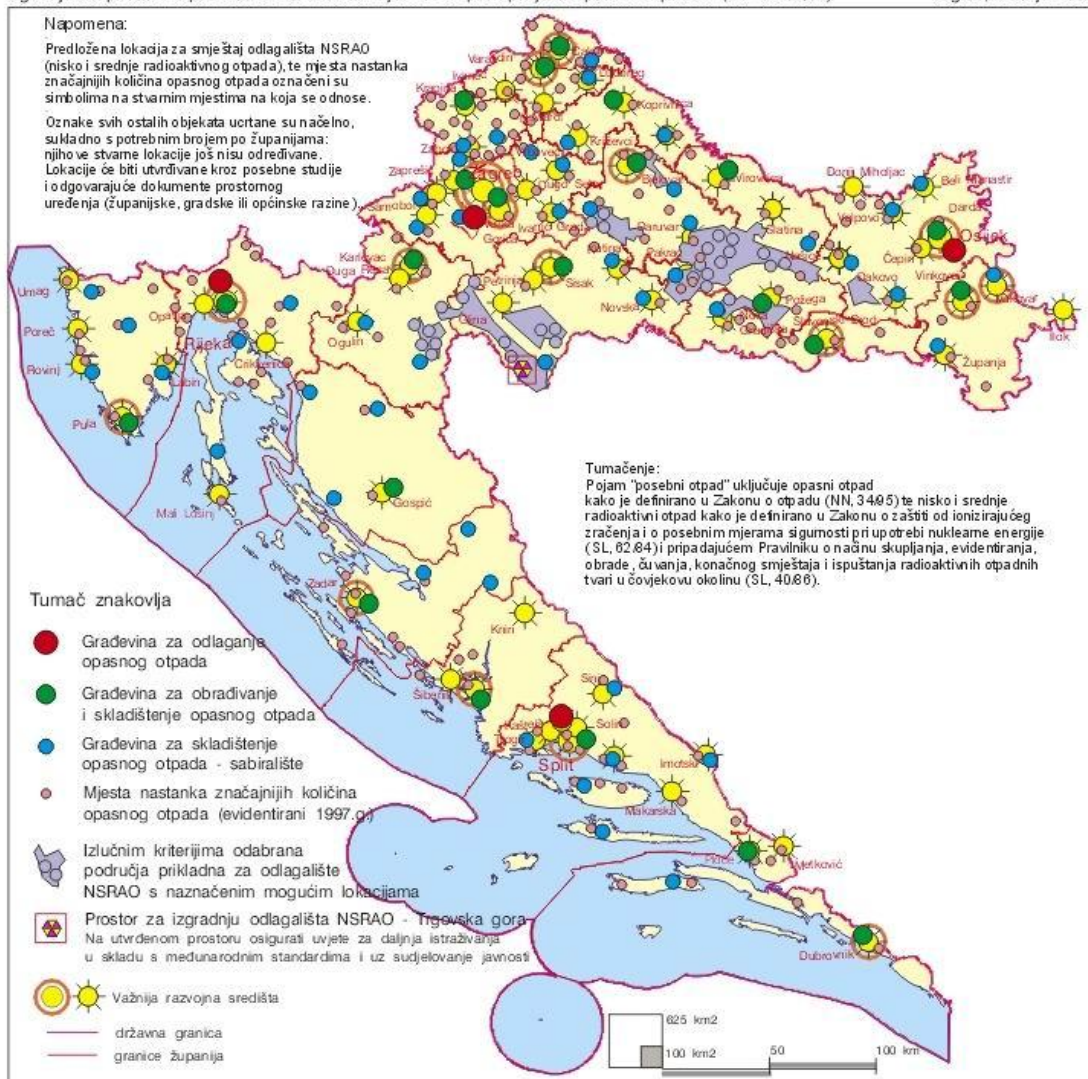 Napomena:
Predložena lokacija za smještaj odlagališta NSRAO
(nisko i srednje radioaktivnog otpada), te mjesta nastanka
značajnijih količina opasnog otpada označeni su
simbolima na stvarnim mjestima na koja se odnose.
Oznake svih ostalih objekata ucrtane su načelno,
sukladno s potrebnim brojem po županijama:
njihove stvarne lokacije još nisu određivane.
Lokacije će biti utvrđivane kroz posebne studije
i odgovarajuće dokumente prostornog
uređenja (županijske, gradske ili općinske razine).
Varaždin
Krapina
Koprivnica
Križevci
Bjelovar
Virovitica
Donji Miholjac
Beli Manastir
Darda
Valpovo
Osijek
Čepin
Slatina
Zagreb
Samobor
Ivanić Grad
Daruvar
Našice
Đakovo
Vinkovci
Vukovar
Ilok
Županja
Požega
Karlovac
Duga Resa
Petrinja
Sisak
Novska
Glina
Ogulin
Umag
Poreč
Rovinj
Pula
Labin
Opatija
Rijeka
Crikvenica
Mali Lošinj
Gospić
Zadar
Knin
Šibenik
Sinj
Solin
Split
Imotski
Makarska
Ploče
Metković
Dubrovnik
Tumačenje:
Pojam "posebni otpad" uključuje opasni otpad
kako je definirano u Zakonu o otpadu (NN, 34/95) te nisko i srednje
radioaktivni otpad kako je definirano u Zakonu o zaštiti od ionizirajućeg
zračenja i o posebnim mjerama sigurnosti pri upotrebi nuklearne energije
(SL, 62/84) i pripadajućem Pravilniku o načinu skupljanja, evidentiranja,
obrade, čuvanja, konačnog smještaja i ispuštanja radioaktivnih otpadnih
tvari u čovjekovu okolinu (SL, 40/86).
Tumač znakovlja
Građevina za odlaganje
opasnog otpada
Građevina za obrađivanje
i skladištenje opasnog otpada
Građevina za skladištenje
opasnog otpada - sabiralište
Mjesta nastanka značajnijih količina
opasnog otpada (evidentirani 1997.g.)
Izlučnim kriterijima odabrana
područja prikladna za odlagalište
NSRAO s naznačenim mogućim lokacijama
Prostor za izgradnju odlagališta NSRAO - Trgovska gora
Na utvrđenom prostoru osigurati uvjete za daljnja istraživanja
u skladu s međunarodnim standardima i uz sudjelovanje javnosti
Važnija razvojna središta
državna granica
granice županija
625 km2
100 km2
50
100 km